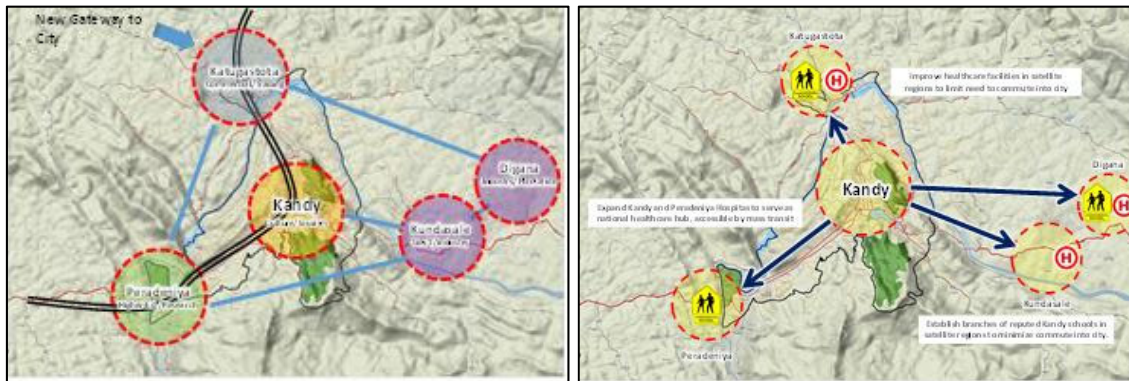 New Gateway to
City
Katugastota
Kandy
Digana
Kundasale
Peradeniya
Katugastota
H
Improve healthcare facilities in satellite
regions to limit need to commute into city
Kandy
Digana
H
Expand Kandy and Peradeniya Hospitas to serve as
national healthcare hub, accessible by mass transit
H
Kundasale
Peradeniya
Establish branches of reputed Kandy schools in
satellite regions to minimize commute into city.